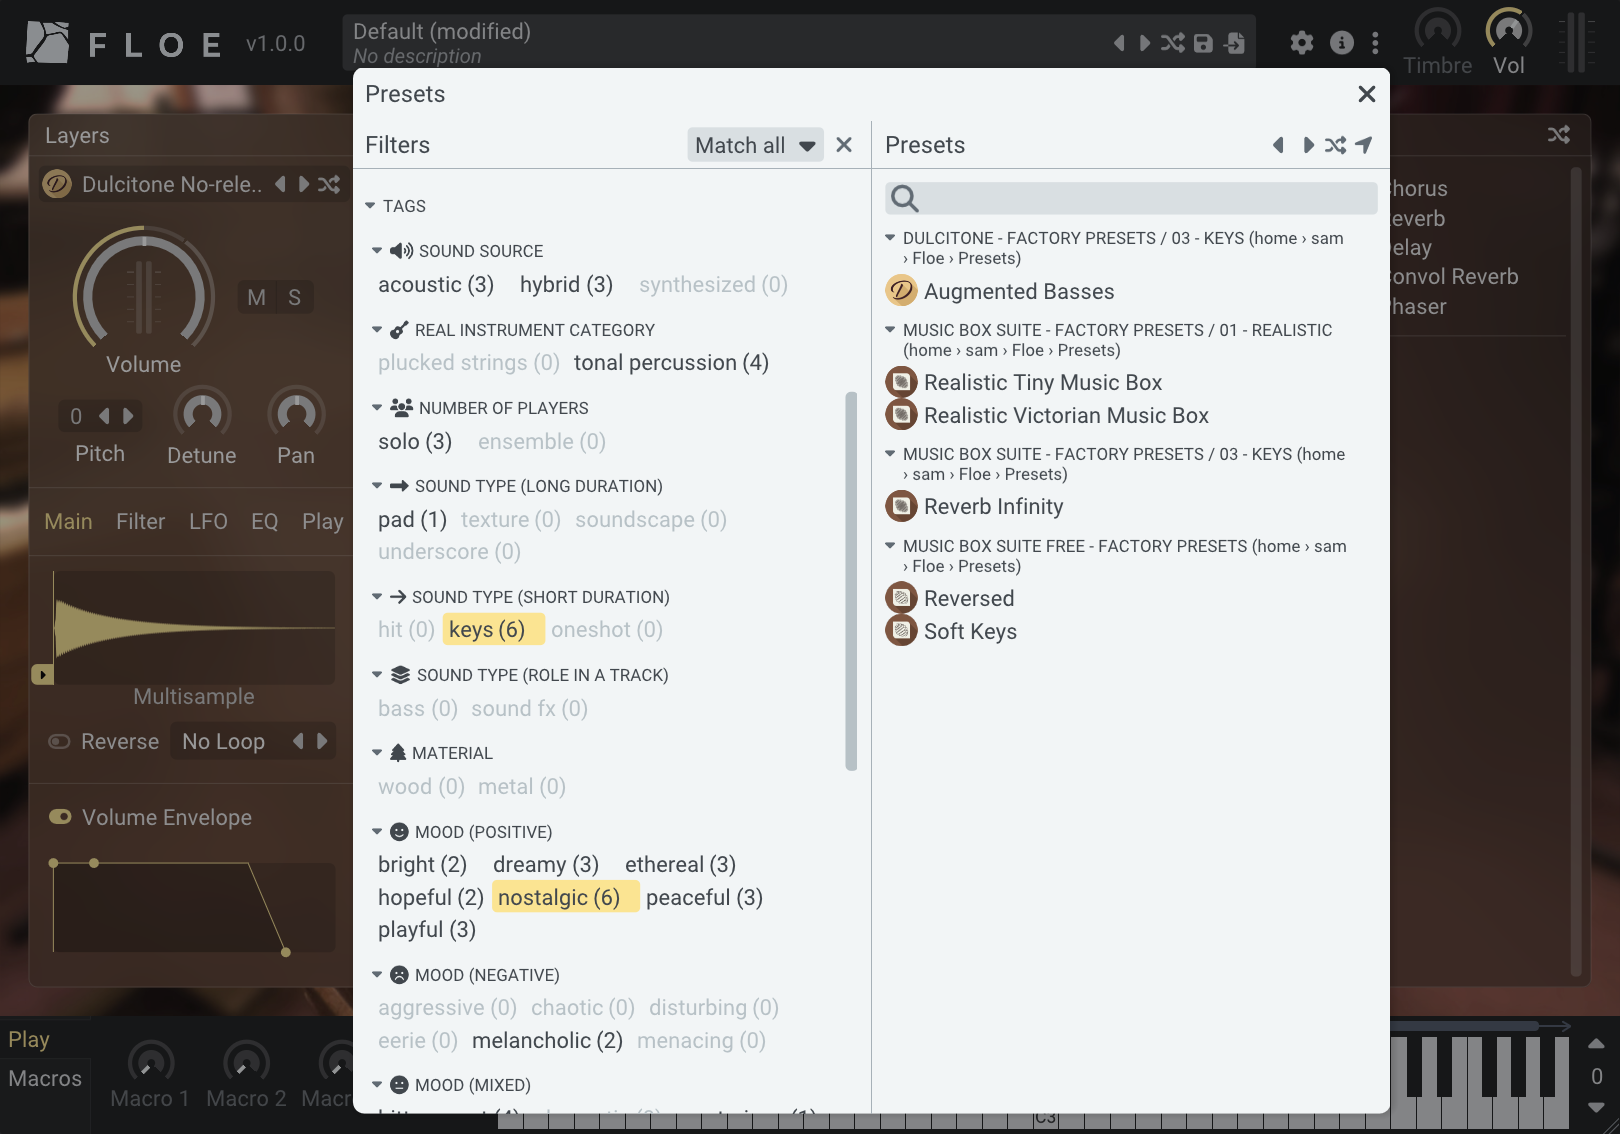 FLOE v1.0.0
Default (modified)
No description
Timbre
Vol
Presets
Layers
Dulcitone No-rele..
Volume
M S
0
Pitch
Detune
Pan
Main Filter LFO EQ Play
Multisample
Reverse
No Loop
Volume Envelope
Filters
Match all
TAGS
SOUND SOURCE
acoustic (3) hybrid (3) synthesized (0)
REAL INSTRUMENT CATEGORY
plucked strings (0) tonal percussion (4)
NUMBER OF PLAYERS
solo (3) ensemble (0)
SOUND TYPE (LONG DURATION)
pad (1) texture (0) soundscape (0)
underscore (0)
SOUND TYPE (SHORT DURATION)
hit (0) keys (6) oneshot (0)
SOUND TYPE (ROLE IN A TRACK)
bass (0) sound fx (0)
MATERIAL
wood (0) metal (0)
MOOD (POSITIVE)
bright (2) dreamy (3) ethereal (3)
hopeful (2) nostalgic (6) peaceful (3)
playful (3)
MOOD (NEGATIVE)
aggressive (0) chaotic (0) disturbing (0)
eerie (0) melancholic (2) menacing (0)
MOOD (MIXED)
Presets
DULCITONE - FACTORY PRESETS / 03 - KEYS (home › sam
› Floe › Presets)
Augmented Basses
MUSIC BOX SUITE - FACTORY PRESETS / 01 - REALISTIC
(home › sam › Floe › Presets)
Realistic Tiny Music Box
Realistic Victorian Music Box
MUSIC BOX SUITE - FACTORY PRESETS / 03 - KEYS (home
› sam › Floe › Presets)
Reverb Infinity
MUSIC BOX SUITE FREE - FACTORY PRESETS (home › sam
› Floe › Presets)
Reversed
Soft Keys
horus
everb
elay
onvol Reverb
haser
Play
Macros
Macro 1
Macro 2
Macr
C3
0